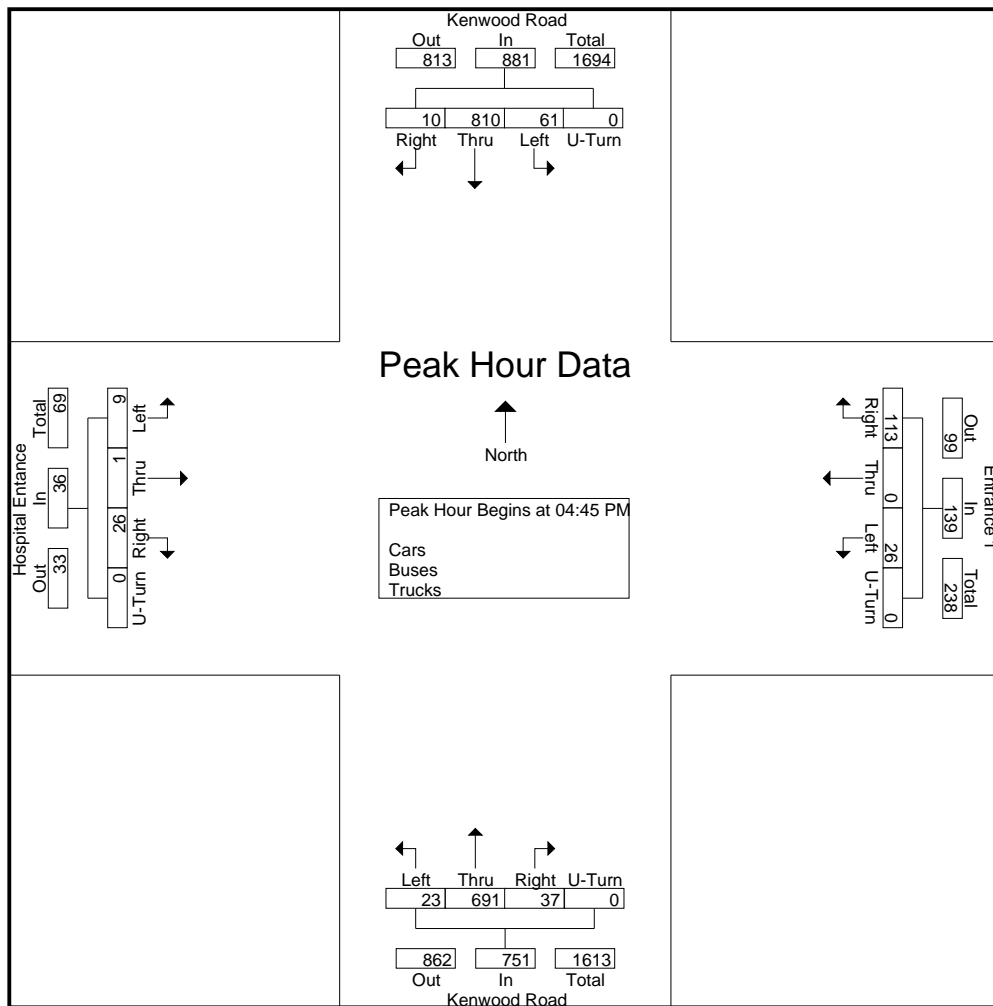 Kenwood Road
Out In Total
813 881 1694
10 810 61 0
Right Thru Left U-Turn
Peak Hour Data
North
Peak Hour Begins at 04:45 PM
Cars
Buses
Trucks
Hospital Entance
Out In Total
33 36 69
Left Thru Right U-Turn
9 1 26 0
Right Thru Left U-Turn
113 0 26 0
Out In Total
99 139 238
Entrance
Left Thru Right U-Turn
23 691 37 0
862 751 1613
Out In Total
Kenwood Road